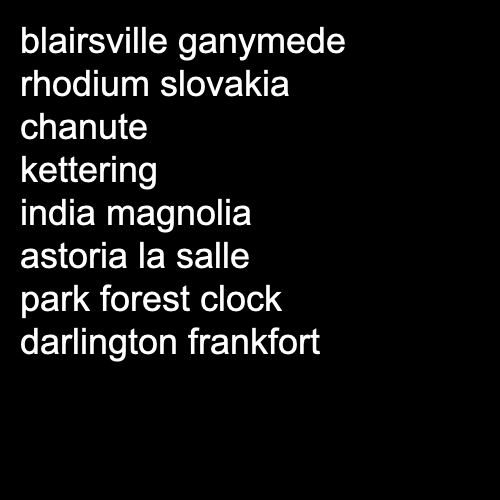 blairsville ganymede
rhodium slovakia
chanute
kettering
india magnolia
astoria la salle
park forest clock
darlington frankfort